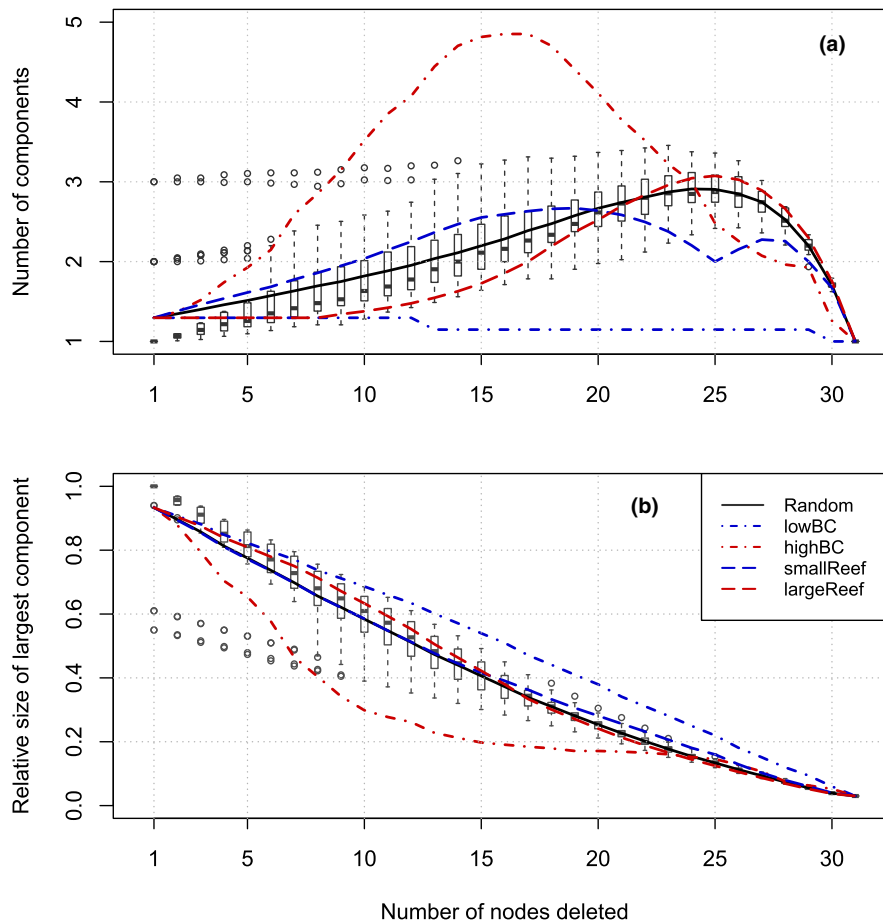 5
4
3
2
1
Number of components
(a)
1 5 10 15 20 25 30
1.0
0.8
0.6
0.4
0.2
0.0
Relative size of largest component
(b)
Random
lowBC
highBC
smallReef
largeReef
1 5 10 15 20 25 30
Number of nodes deleted